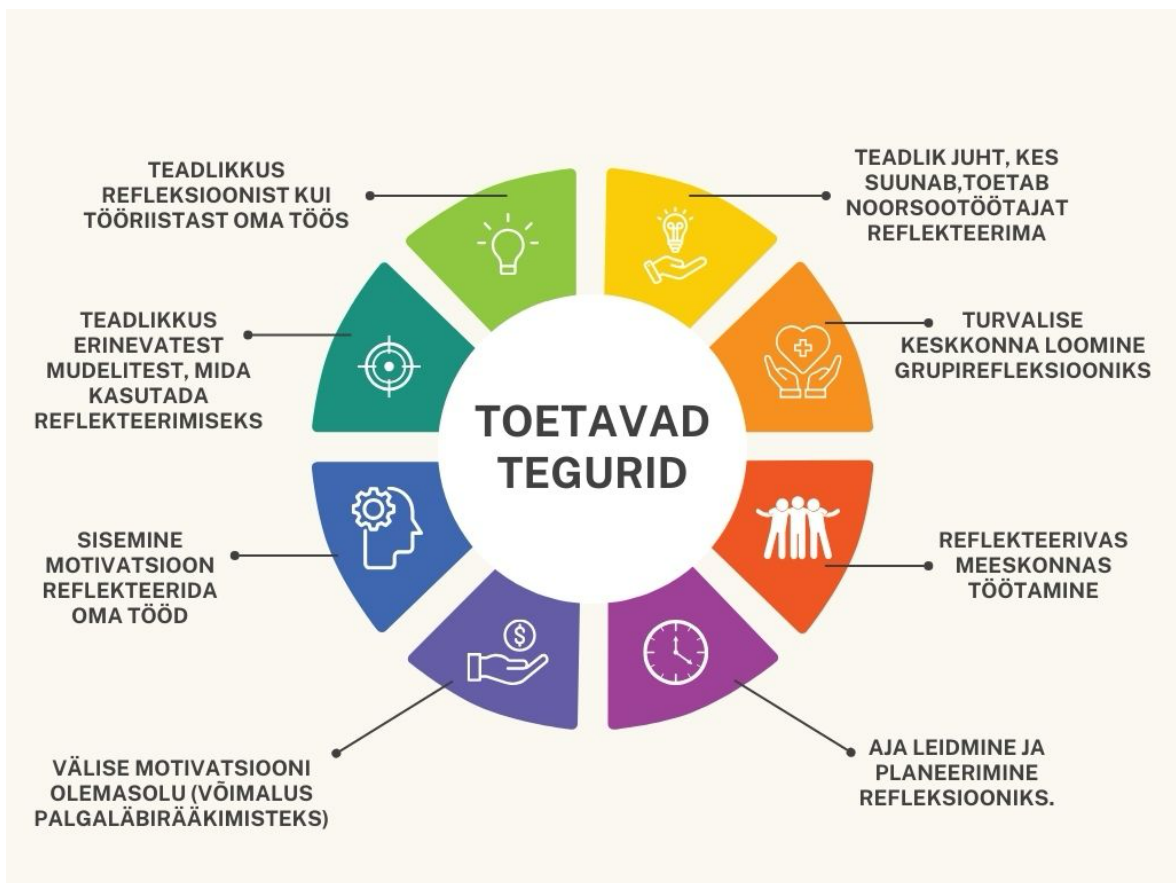 TEADLIKKUS
REFLEKSIOONIST KUI
TÖÖRIISTAST OMA TÖÖS
TEADLIK JUHT, KES
SUUNAB,TOETAB
NOORSOOTÖÖTAJAT
REFLEKTEERIMA
TEADLIKKUS
ERINEVATEST
MUDELITEST, MIDA
KASUTADA
REFLEKTEERIMISEKS
TURVALISE
KESKKONNA LOOMINE
GRUPIREFLEKSIOONIKS
TOETAVAD
TEGURID
SISEMINE
MOTIVATSIOON
REFLEKTEERIDA
OMA TÖÖD
REFLEKTEERIVAS
MEESKONNAS
TÖÖTAMINE
$
VÄLISE MOTIVATSIOONI
OLEMASOLU (VÕIMALUS
PALGALÄBIRÄÄKIMISTEKS)
AJA LEIDMINE JA
PLANEERIMINE
REFLEKSIOONIKS.